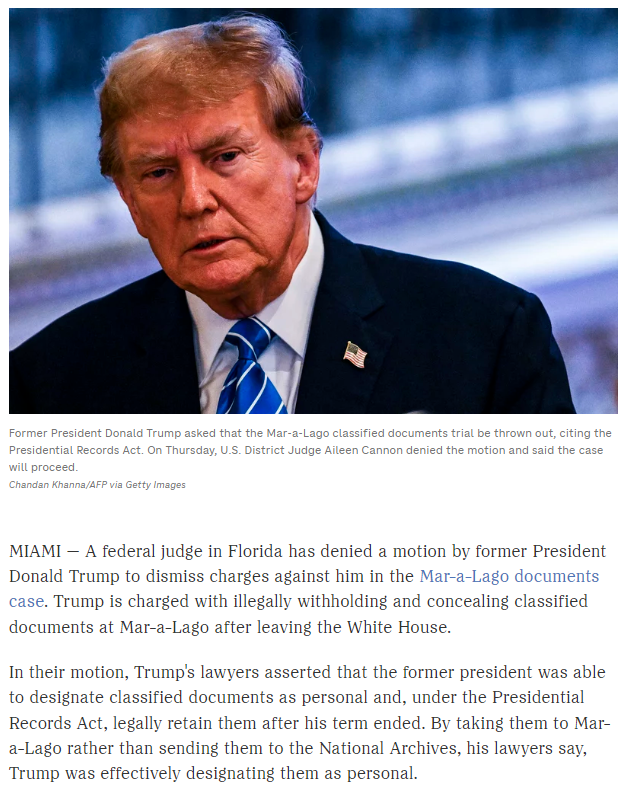 Former President Donald Trump asked that the Mar-a-Lago classified documents trial be thrown out, citing the
Presidential Records Act. On Thursday, U.S. District Judge Aileen Cannon denied the motion and said the case
will proceed.
Chandan Khanna/AFP via Getty Images
MIAMI — A federal judge in Florida has denied a motion by former President
Donald Trump to dismiss charges against him in the Mar-a-Lago documents
case. Trump is charged with illegally withholding and concealing classified
documents at Mar-a-Lago after leaving the White House.
In their motion, Trump's lawyers asserted that the former president was able
to designate classified documents as personal and, under the Presidential
Records Act, legally retain them after his term ended. By taking them to Mar-
a-Lago rather than sending them to the National Archives, his lawyers say,
Trump was effectively designating them as personal.